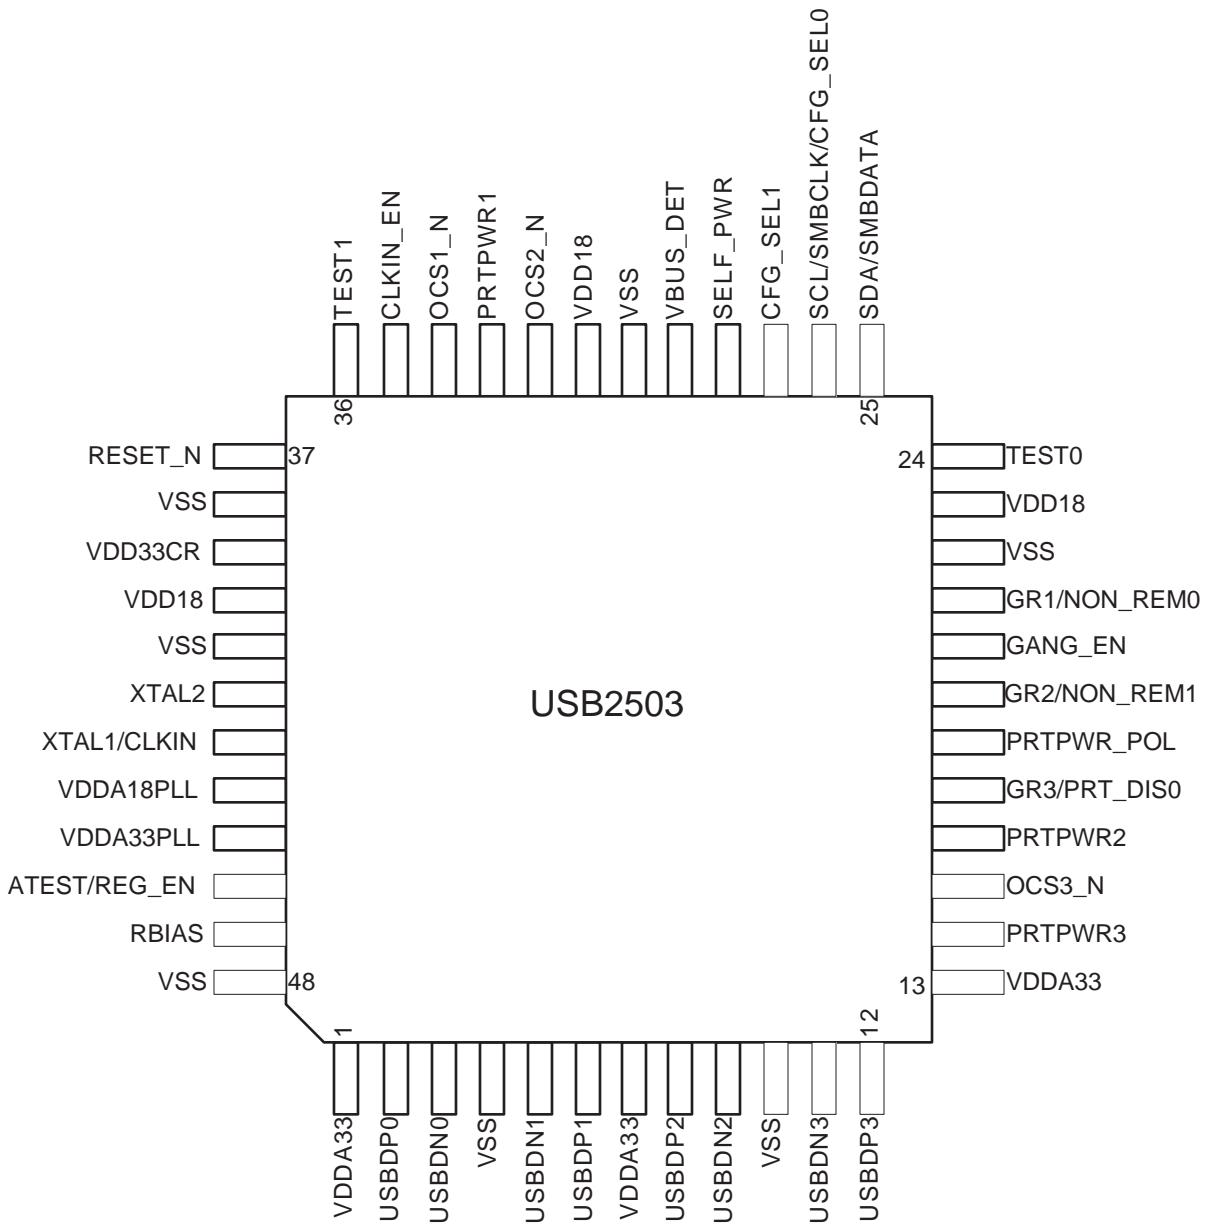 TEST1
CLKIN_EN
OCS1_N
PRTPWR1
OCS2_N
VDD18
VSS
VBUS_DET
SELF_PWR
CFG_SEL1
SCL/SMBCLK/CFG_SEL0
SDA/SMBDATA
36
25
RESET_N
37
VSS
VDD33CR
VDD18
VSS
XTAL2
XTAL1/CLKIN
VDDA18PLL
VDDA33PLL
ATEST/REG_EN
RBIAS
VSS
48
USB2503
24
TEST0
VDD18
VSS
GR1/NON_REM0
GANG_EN
GR2/NON_REM1
PRTPWR_POL
GR3/PRT_DIS0
PRTPWR2
OCS3_N
PRTPWR3
13
VDDA33
1
12
VDDA33
USBDP0
USBDN0
VSS
USBDN1
USBDP1
VDDA33
USBDP2
USBDN2
VSS
USBDN3
USBDP3